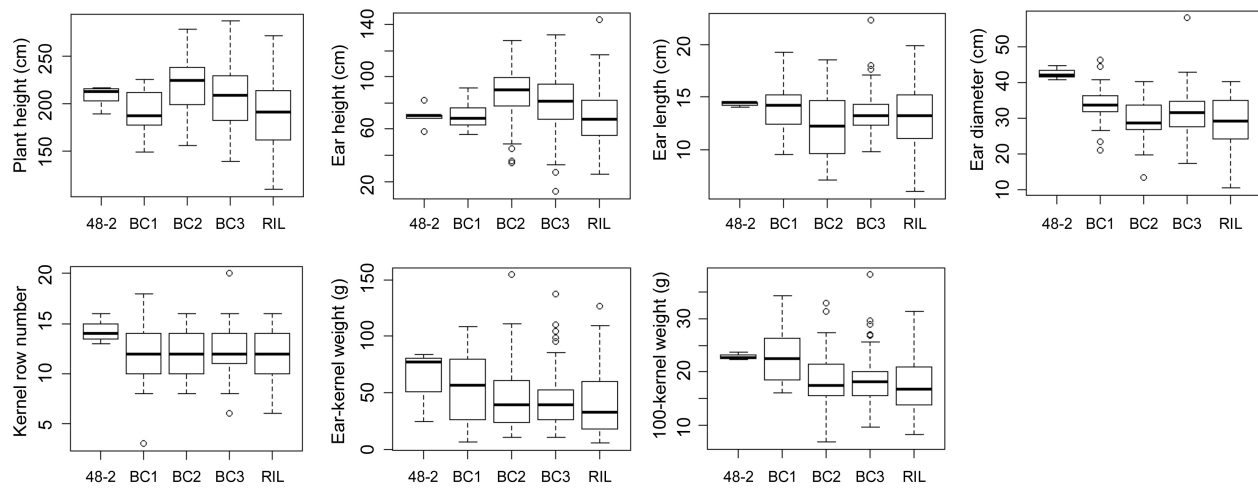 Plant height (cm)
150 200 250
48-2 BC1 BC2 BC3 RIL
Ear height (cm)
20 60 100 140
48-2 BC1 BC2 BC3 RIL
Ear length (cm)
10 15 20
48-2 BC1 BC2 BC3 RIL
Ear diameter (cm)
10 20 30 40 50
48-2 BC1 BC2 BC3 RIL
Kernel row number
5 10 15 20
48-2 BC1 BC2 BC3 RIL
Ear-kernel weight (g)
0 50 100 150
48-2 BC1 BC2 BC3 RIL
100-kernel weight (g)
10 20 30
48-2 BC1 BC2 BC3 RIL